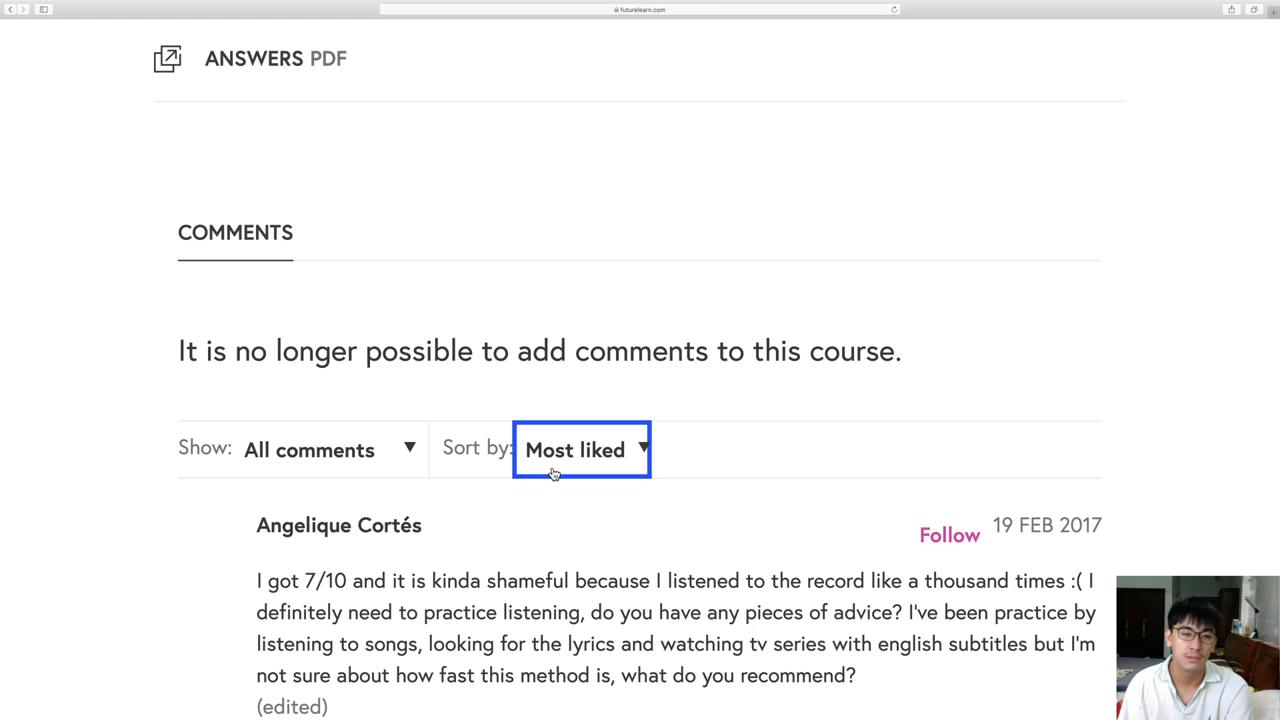 futurelearn.com
ANSWERS PDF
COMMENTS
It is no longer possible to add comments to this course.
Show: All comments ▼ Sort by: Most liked ▼
Angelique Cortés Follow 19 FEB 2017
I got 7/10 and it is kinda shameful because I listened to the record like a thousand times :( I
definitely need to practice listening, do you have any pieces of advice? I've been practice by
listening to songs, looking for the lyrics and watching tv series with english subtitles but I'm
not sure about how fast this method is, what do you recommend?
(edited)